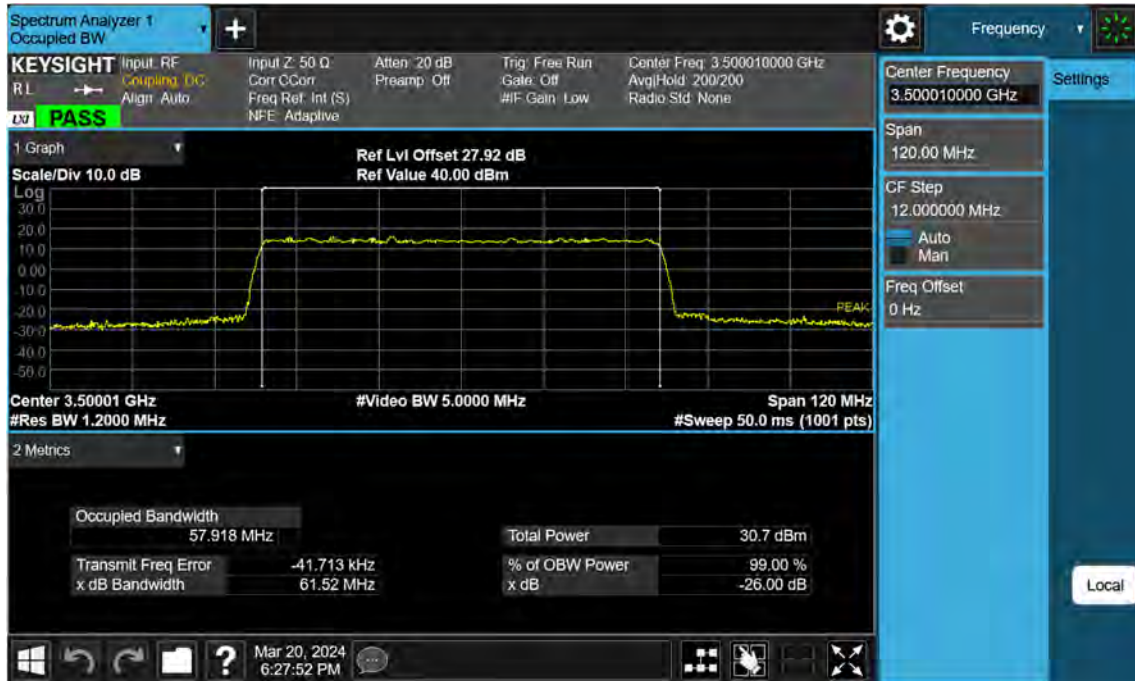 Spectrum Analyzer 1
Occupied BW
+
Frequency
KEYSIGHT
R L
LXI PASS
Input: RF
Coupling: DC
Align: Auto
Input Z: 50 Ω
Corr CCorr
Freq Ref: Int (S)
NFE: Adaptive
Atten: 20 dB
Preamp: Off
Trig: Free Run
Gate: Off
#IF Gain: Low
Center Freq: 3.500010000 GHz
Avg|Hold: 200/200
Radio Std: None
Center Frequency
3.500010000 GHz
Settings
Span
120.00 MHz
CF Step
12.000000 MHz
Auto
Man
Freq Offset
0 Hz
1 Graph
Scale/Div 10.0 dB
Ref Lvl Offset 27.92 dB
Ref Value 40.00 dBm
Log
30.0
20.0
10.0
0.00
-10.0
-20.0
-30.0
-40.0
-50.0
PEAK
Center 3.50001 GHz
#Video BW 5.0000 MHz
Span 120 MHz
#Res BW 1.2000 MHz
#Sweep 50.0 ms (1001 pts)
2 Metrics
Occupied Bandwidth
57.918 MHz
Total Power 30.7 dBm
Transmit Freq Error -41.713 kHz
% of OBW Power 99.00 %
x dB Bandwidth 61.52 MHz
x dB -26.00 dB
Local
?
Mar 20, 2024
6:27:52 PM